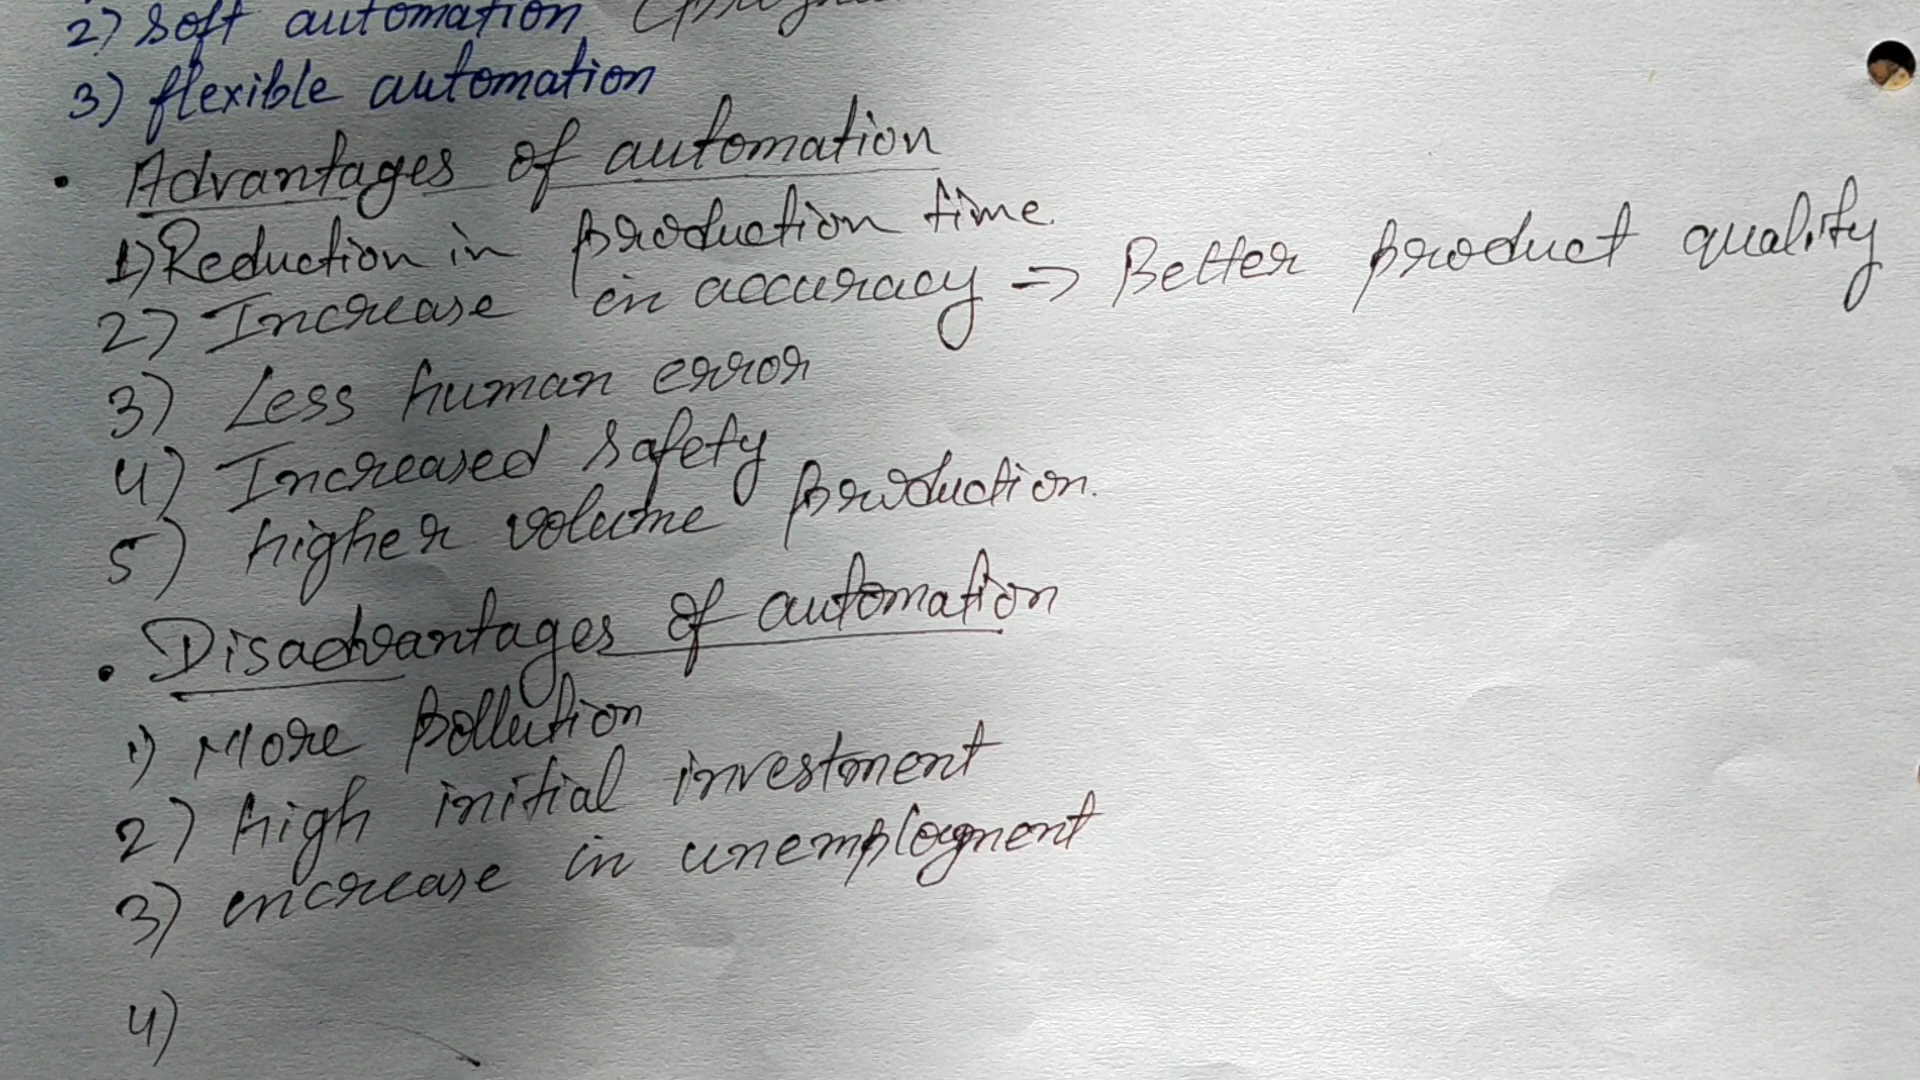 2) Soft automation
3) flexible automation
• Advantages of automation
1) Reduction in production time.
2) Increase in accuracy => Better product quality
3) Less human error
4) Increased safety
5) higher volume production.
• Disadvantages of automation
1) More pollution
2) high initial investment
3) increase in unemployment
4)